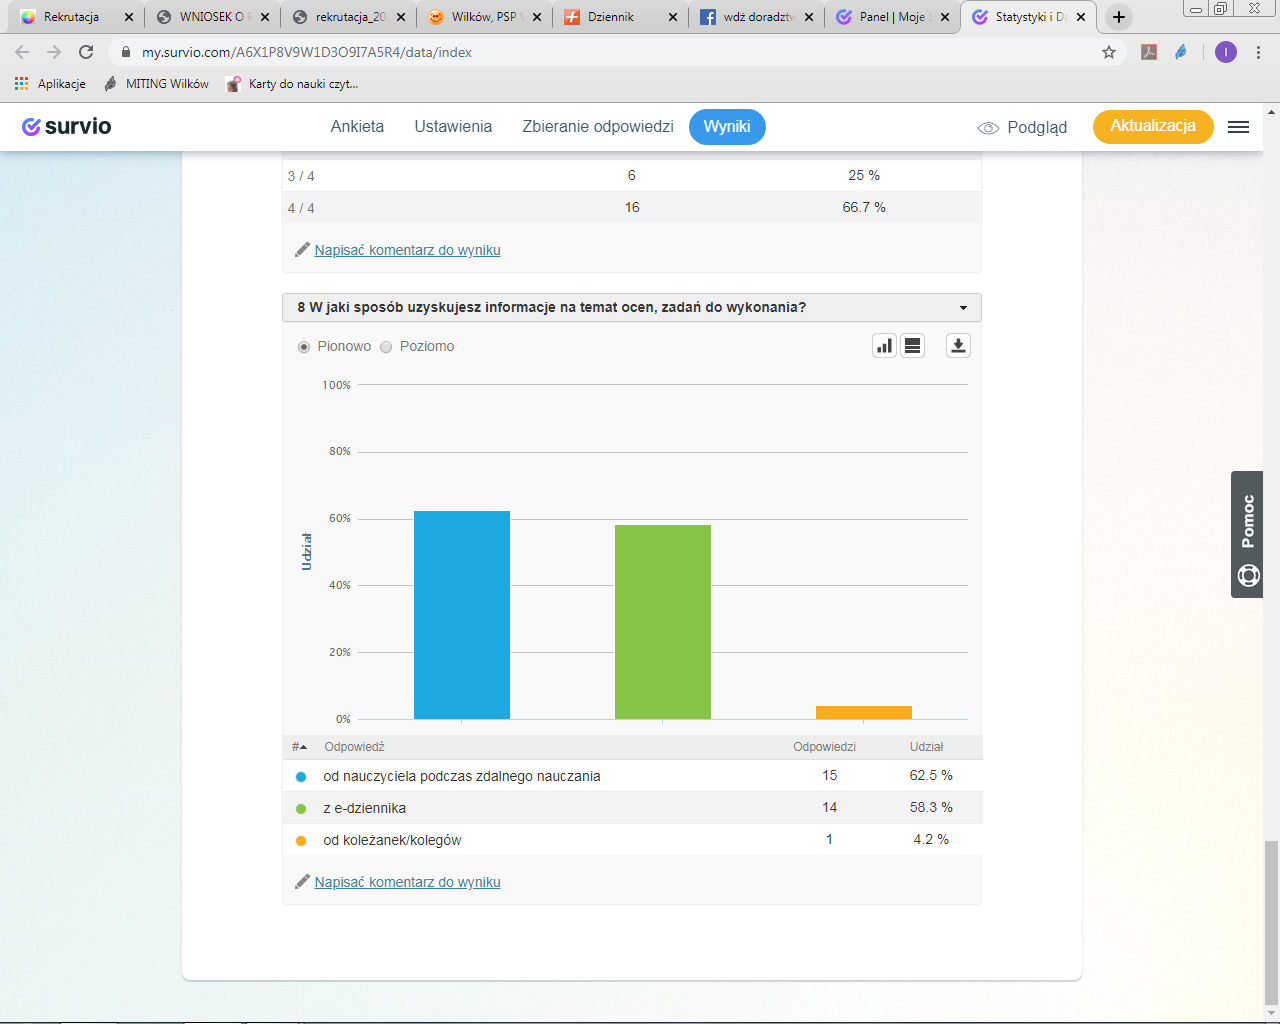 Rekrutacja
WNIOSEK O
rekrutacja_20
Wilków, PSP
Dziennik
wdż doradztw
Panel | Moje
Statystyki i Da
my.survio.com/A6X1P8V9W1D3O9I7A5R4/data/index
I
Aplikacje
MITING Wilków
Karty do nauki czyt...
survio
Ankieta
Ustawienia
Zbieranie odpowiedzi
Wyniki
Podgląd
Aktualizacja
3 / 4 6 25 %
4 / 4 16 66.7 %
Napisać komentarz do wyniku
8 W jaki sposób uzyskujesz informacje na temat ocen, zadań do wykonania?
Pionowo Poziomo
100%
80%
60%
40%
20%
0%
Udział
# Odpowiedź Odpowiedzi Udział
od nauczyciela podczas zdalnego nauczania 15 62.5 %
z e-dziennika 14 58.3 %
od koleżanek/kolegów 1 4.2 %
Napisać komentarz do wyniku
Pomoc